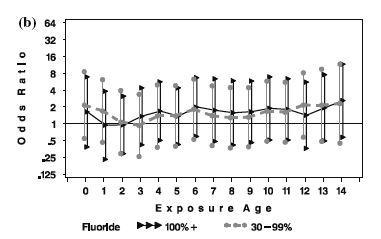 (b)
Odds Ratio
64
32
16
8
4
2
1
.5
.25
.125
0 1 2 3 4 5 6 7 8 9 10 11 12 13 14
Exposure Age
Fluoride 100%+ 30-99%